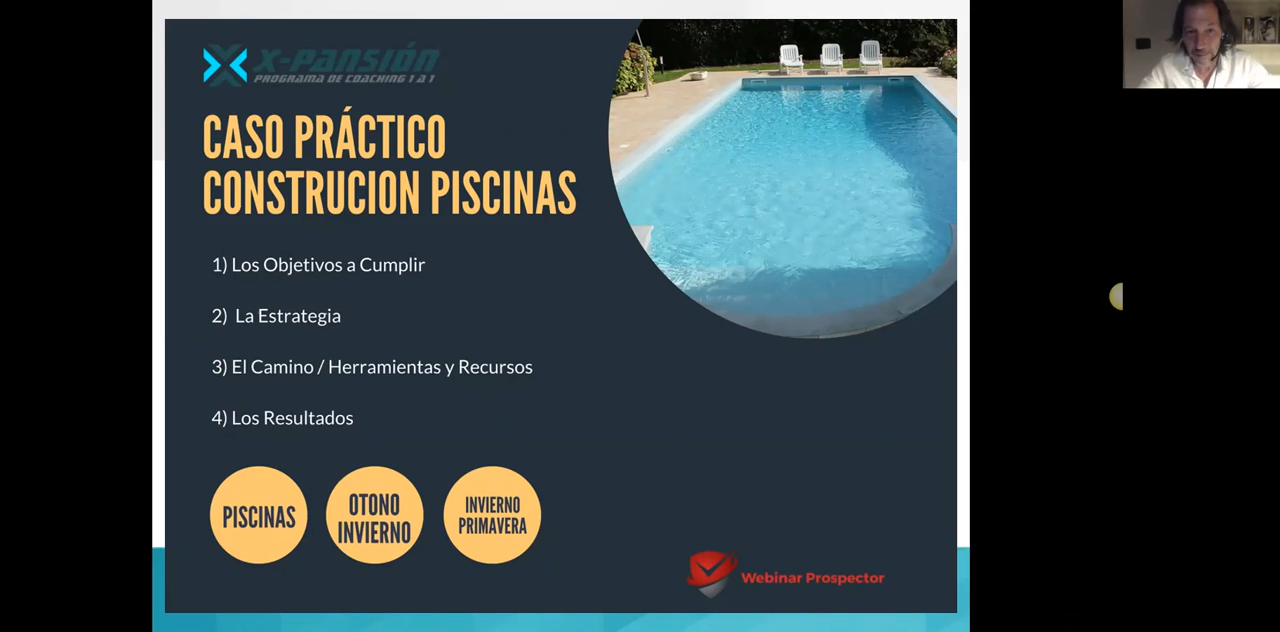 X-PANSIÓN
PROGRAMA DE COACHING 1 A 1
CASO PRÁCTICO
CONSTRUCION PISCINAS
1) Los Objetivos a Cumplir
2) La Estrategia
3) El Camino / Herramientas y Recursos
4) Los Resultados
PISCINAS
OTONO
INVIERNO
INVIERNO
PRIMAVERA
Webinar Prospector